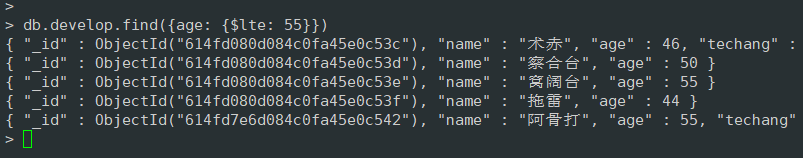 >
> db.develop.find({age: {$lte: 55}})
{ "_id" : ObjectId("614fd080d084c0fa45e0c53c"), "name" : "术赤", "age" : 46, "techang" :
{ "_id" : ObjectId("614fd080d084c0fa45e0c53d"), "name" : "察合台", "age" : 50 }
{ "_id" : ObjectId("614fd080d084c0fa45e0c53e"), "name" : "窝阔台", "age" : 55 }
{ "_id" : ObjectId("614fd080d084c0fa45e0c53f"), "name" : "拖雷", "age" : 44 }
{ "_id" : ObjectId("614fd7e6d084c0fa45e0c542"), "name" : "阿骨打", "age" : 55, "techang"
>